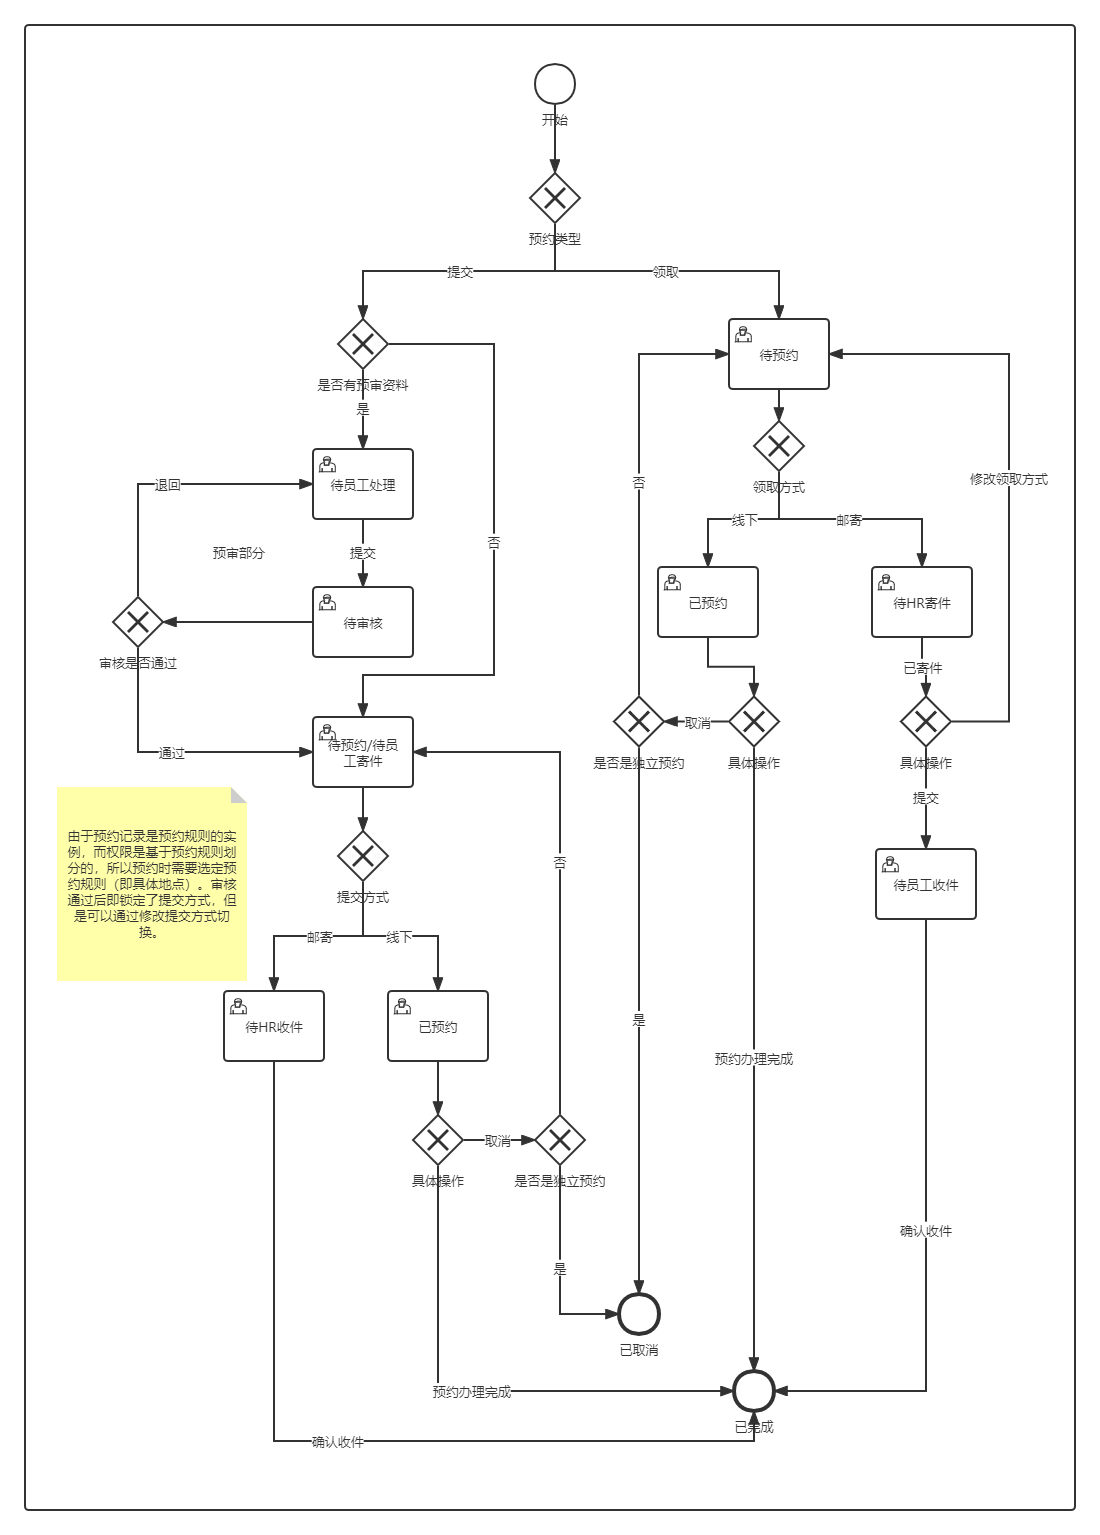 开始
预约类型
提交
领取
待预约
是否有预审资料
是
待员工处理
领取方式
修改领取方式
退回
否
线下
邮寄
预审部分
提交
否
已预约
待HR寄件
待审核
审核是否通过
已寄件
取消
是否是独立预约
具体操作
具体操作
通过
待预约/待员
工寄件
提交
由于预约记录是预约规则的实
例，而权限是基于预约规则划
分的，所以预约时需要选定预
约规则（即具体地点）。审核
通过后即锁定了提交方式，但
是可以通过修改提交方式切
换。
否
提交方式
待员工收件
邮寄
线下
待HR收件
已预约
是
预约办理完成
取消
具体操作
是否是独立预约
确认收件
是
已取消
预约办理完成
已完成
确认收件